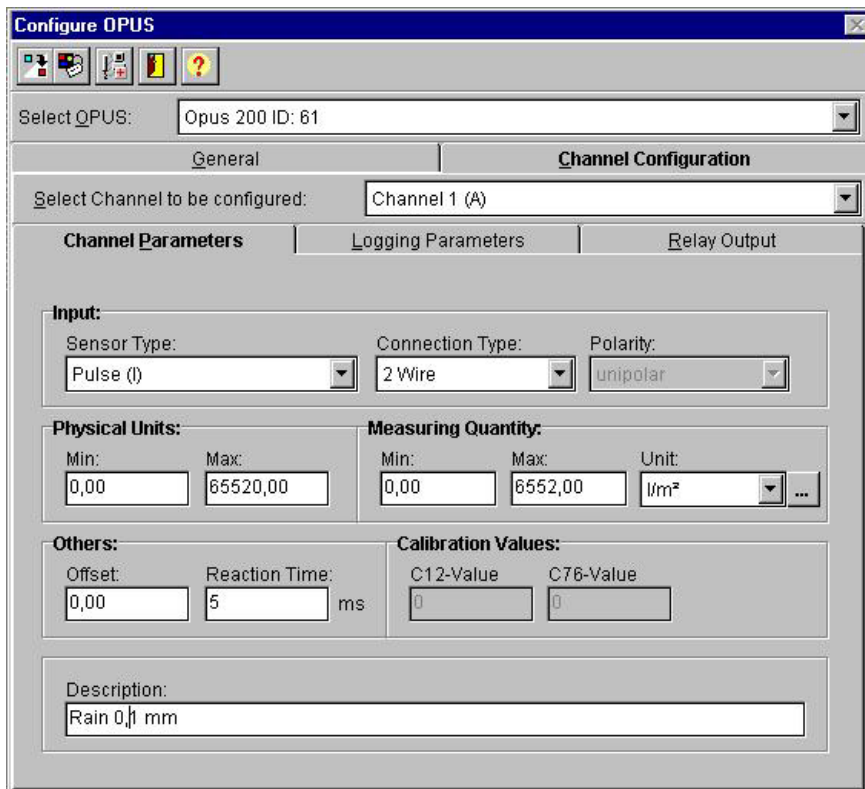 Configure OPUS
Select OPUS: Opus 200 ID: 61
General Channel Configuration
Select Channel to be configured: Channel 1 (A)
Channel Parameters Logging Parameters Relay Output
Input:
Sensor Type: Connection Type: Polarity:
Pulse (I) 2 Wire unipolar
Physical Units: Measuring Quantity:
Min: Max: Min: Max: Unit:
0,00 65520,00 0,00 6552,00 l/m² ...
Others: Calibration Values:
Offset: Reaction Time: C12-Value C76-Value
0,00 5 ms 0 0
Description:
Rain 0,1 mm